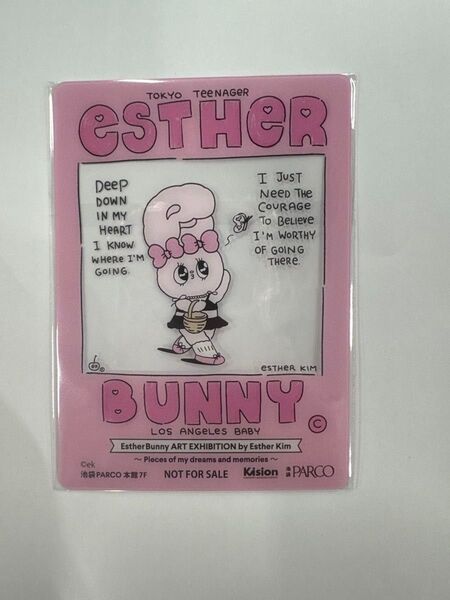 TOKYO TEENAGER
ESTHER
DEEP
DOWN
IN MY
HEART
I KNOW
WHERE I'M
GOING.
I JUST
NEED THE
COURAGE
TO BELIEVE
I'M WORTHY
OF GOING
THERE.
ESTHER KIM
BUNNY
©
LOS ANGELES BABY
EstherBunny ART EXHIBITION by Esther Kim
~ Pieces of my dreams and memories ~
©ek
池袋PARCO 本館7F NOT FOR SALE Kision 池袋 PARCO